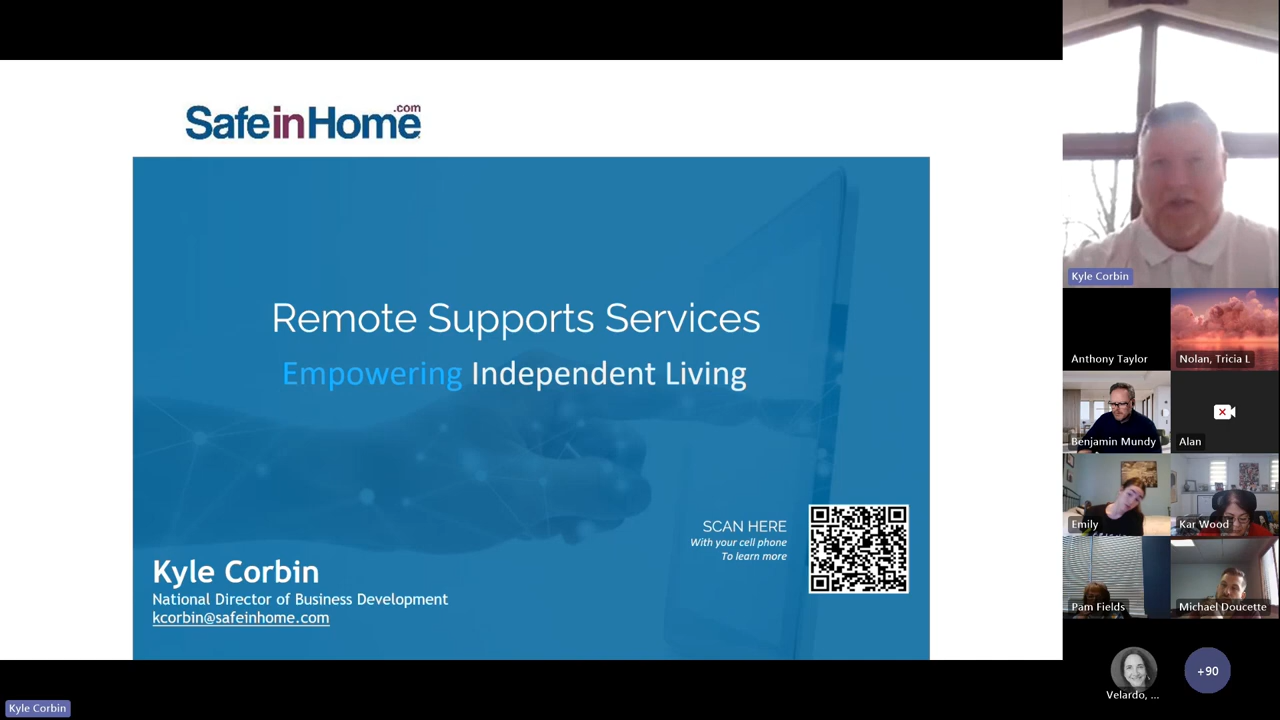 SafeinHome.com
Remote Supports Services
Empowering Independent Living
SCAN HERE
With your cell phone
To learn more
Kyle Corbin
National Director of Business Development
kcorbin@safeinhome.com
Kyle Corbin
Anthony Taylor
Nolan, Tricia L
Benjamin Mundy
Alan
Emily
Kar Wood
Pam Fields
Michael Doucette
Velardo, ...
+90
Kyle Corbin